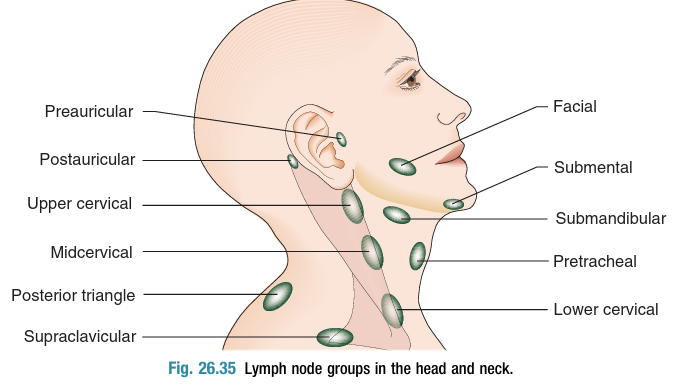 Preauricular
Postauricular
Upper cervical
Midcervical
Posterior triangle
Supraclavicular
Facial
Submental
Submandibular
Pretracheal
Lower cervical
Fig. 26.35 Lymph node groups in the head and neck.